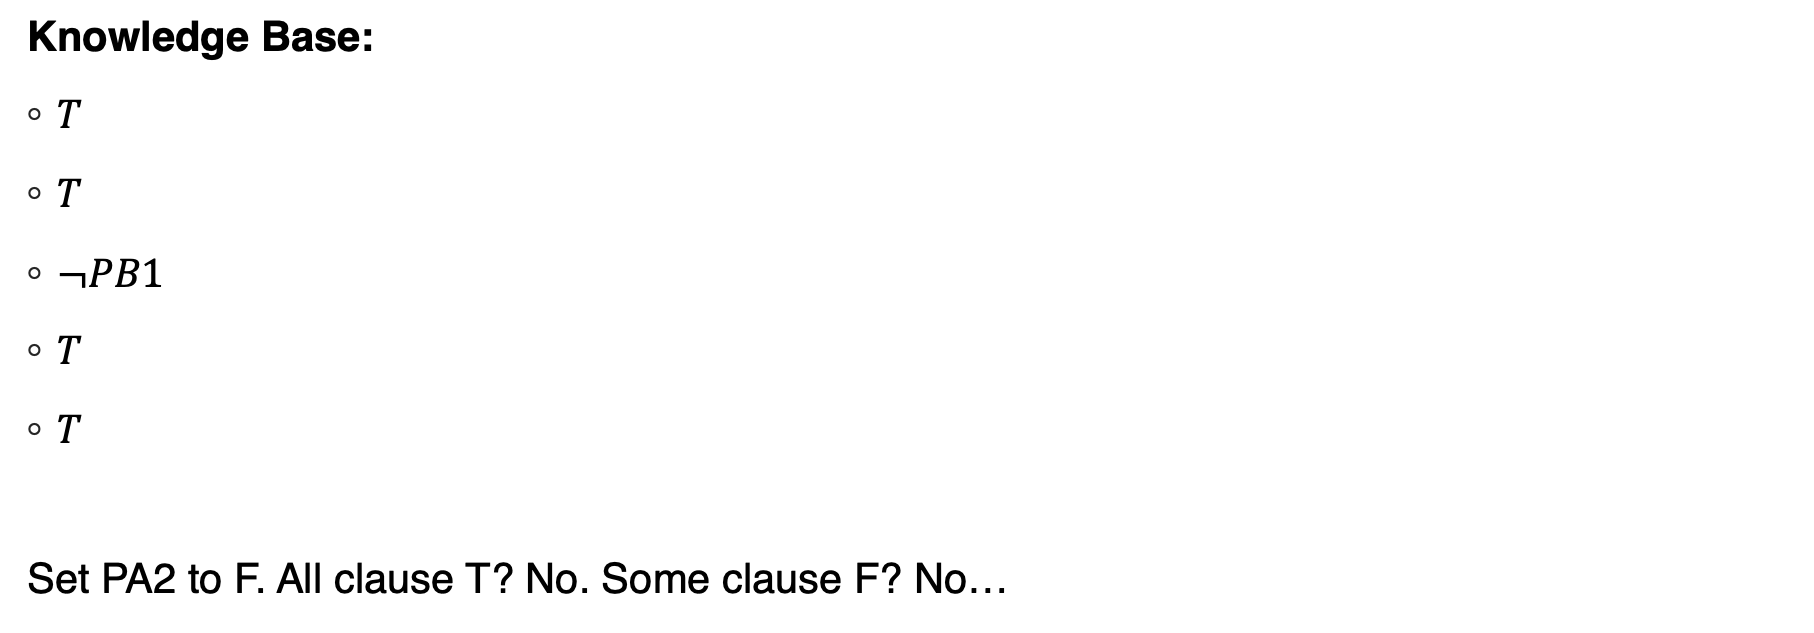 Knowledge Base:
∘ T
∘ T
∘ ¬PB1
∘ T
∘ T
Set PA2 to F. All clause T? No. Some clause F? No…